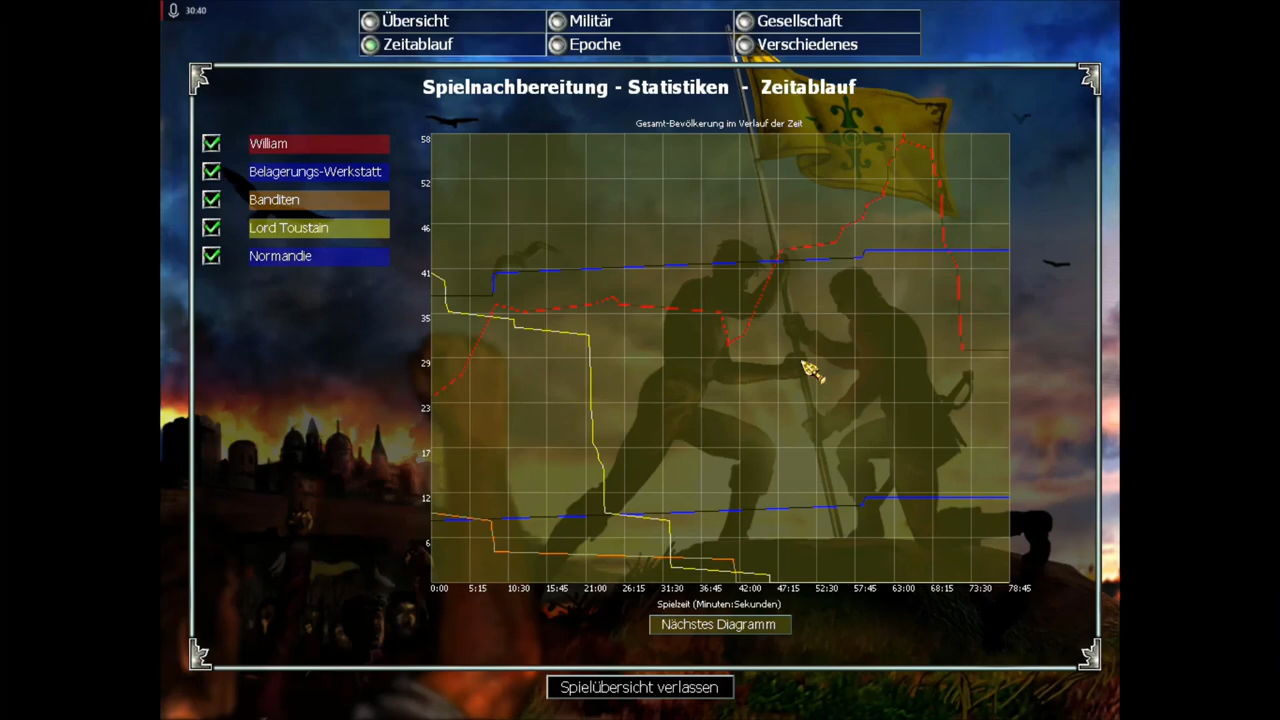 30:40
Übersicht Militär Gesellschaft
Zeitablauf Epoche Verschiedenes
Spielnachbereitung - Statistiken - Zeitablauf
Gesamt-Bevölkerung im Verlauf der Zeit
William
Belagerungs-Werkstatt
Banditen
Lord Toustain
Normandie
58
52
46
41
35
29
23
17
12
6
0:00 5:15 10:30 15:45 21:00 26:15 31:30 36:45 42:00 47:15 52:30 57:45 63:00 68:15 73:30 78:45
Spielzeit (Minuten:Sekunden)
Nächstes Diagramm
Spielübersicht verlassen